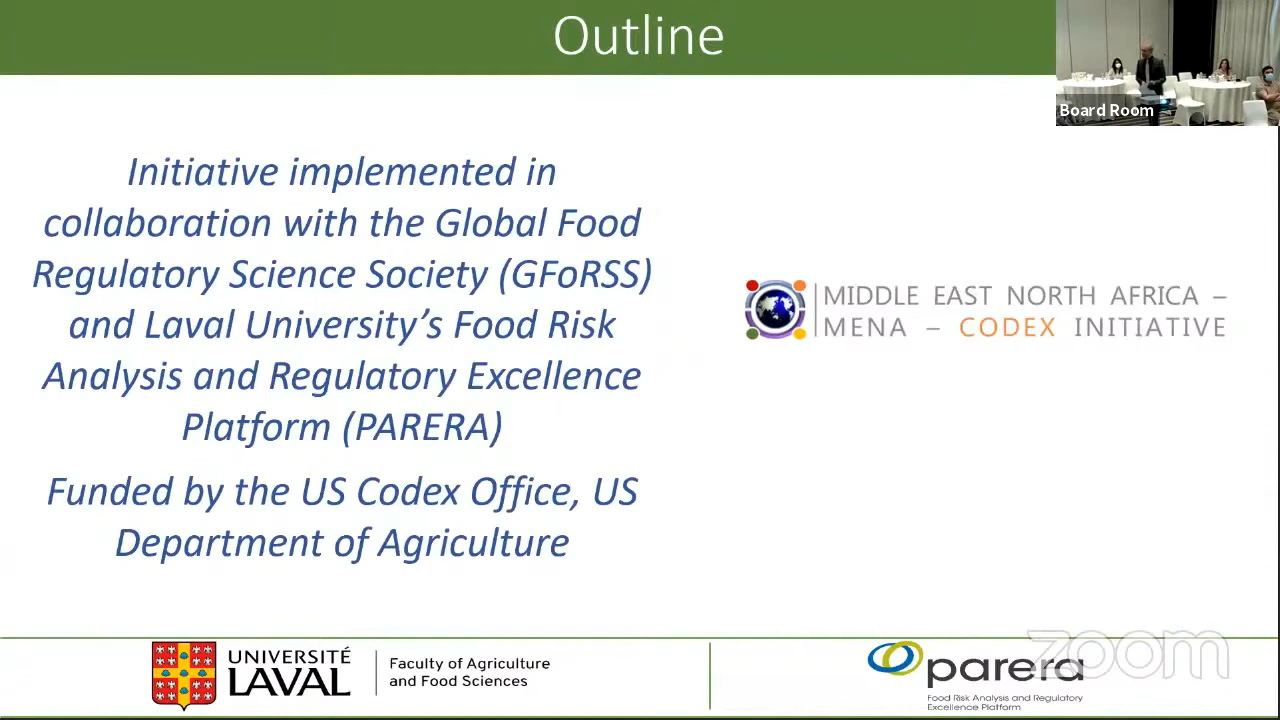 Outline
Board Room
Initiative implemented in
collaboration with the Global Food
Regulatory Science Society (GFoRSS)
and Laval University’s Food Risk
Analysis and Regulatory Excellence
Platform (PARERA)
Funded by the US Codex Office, US
Department of Agriculture
MIDDLE EAST NORTH AFRICA –
MENA – CODEX INITIATIVE
UNIVERSITÉ
LAVAL
Faculty of Agriculture
and Food Sciences
parera
Food Risk Analysis and Regulatory
Excellence Platform
zoom